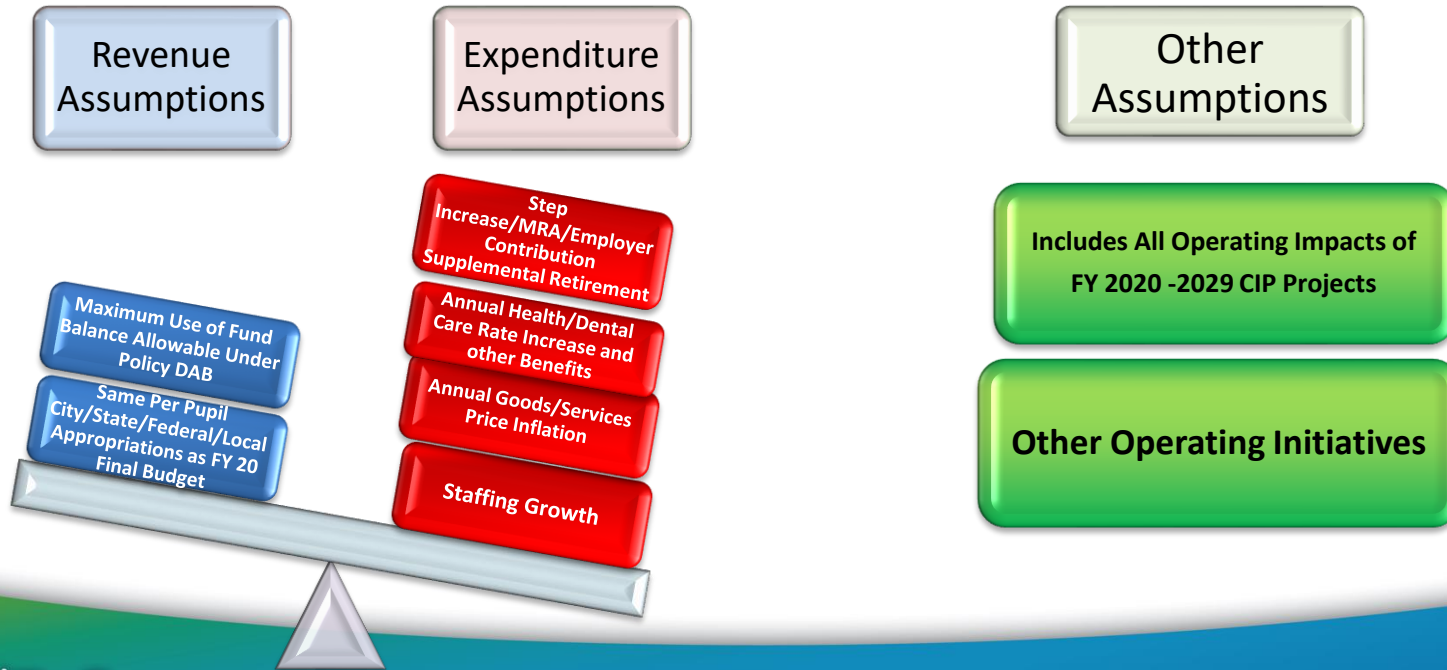 Revenue
Assumptions
Expenditure
Assumptions
Other
Assumptions
Maximum Use of Fund
Balance Allowable Under
Policy DAB
Same Per Pupil
City/State/Federal/Local
Appropriations as FY 20
Final Budget
Step
Increase/MRA/Employer
Contribution
Supplemental Retirement
Annual Health/Dental
Care Rate Increase and
other Benefits
Annual Goods/Services
Price Inflation
Staffing Growth
Includes All Operating Impacts of
FY 2020 -2029 CIP Projects
Other Operating Initiatives